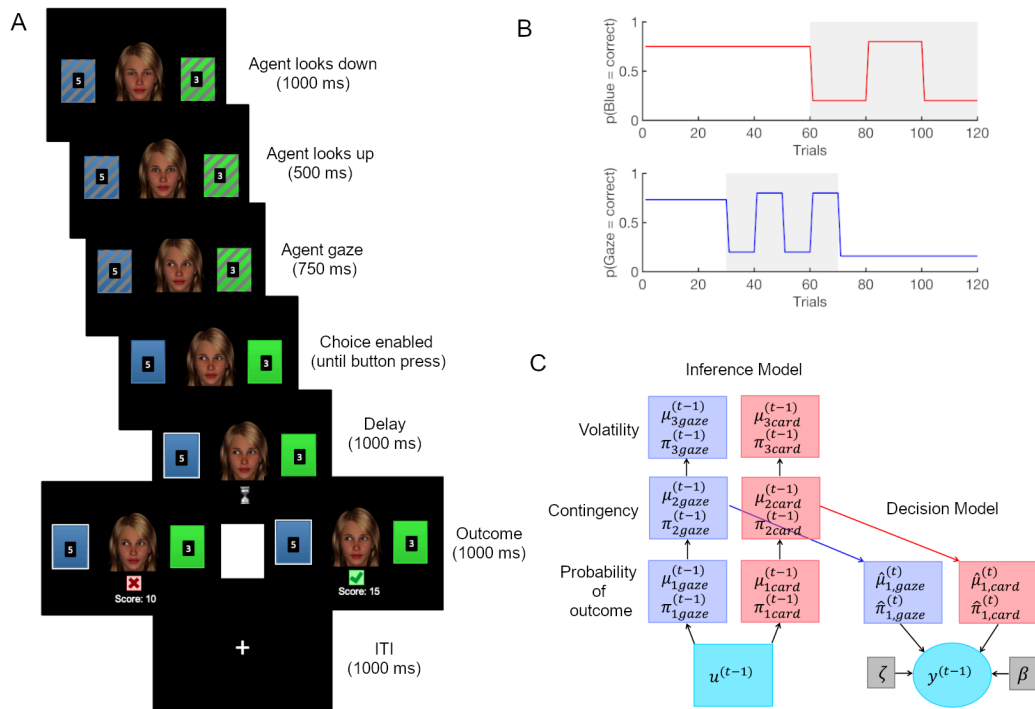 A
5
3
Agent looks down
(1000 ms)
5
3
Agent looks up
(500 ms)
5
3
Agent gaze
(750 ms)
5
3
Choice enabled
(until button press)
5
3
Delay
(1000 ms)
5
3
5
3
Score: 10
Score: 15
Outcome
(1000 ms)
+
ITI
(1000 ms)
B
p(Blue = correct)
1
0.5
0
0 20 40 60 80 100 120
Trials
p(Gaze = correct)
1
0.5
0
0 20 40 60 80 100 120
Trials
C
Inference Model
Volatility
μ_{3gaze}^{(t−1)}
π_{3gaze}^{(t−1)}
μ_{3card}^{(t−1)}
π_{3card}^{(t−1)}
Contingency
μ_{2gaze}^{(t−1)}
π_{2gaze}^{(t−1)}
μ_{2card}^{(t−1)}
π_{2card}^{(t−1)}
Probability
of
outcome
μ_{1gaze}^{(t−1)}
π_{1gaze}^{(t−1)}
μ_{1card}^{(t−1)}
π_{1card}^{(t−1)}
u^{(t−1)}
Decision Model
μ̂_{1,gaze}^{(t)}
π̂_{1,gaze}^{(t)}
μ̂_{1,card}^{(t)}
π̂_{1,card}^{(t)}
ζ
y^{(t−1)}
β